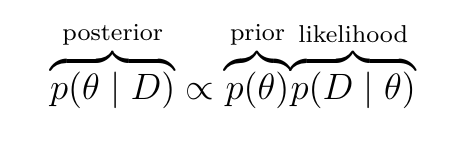 posterior prior likelihood
p(θ | D) ∝ p(θ)p(D | θ)